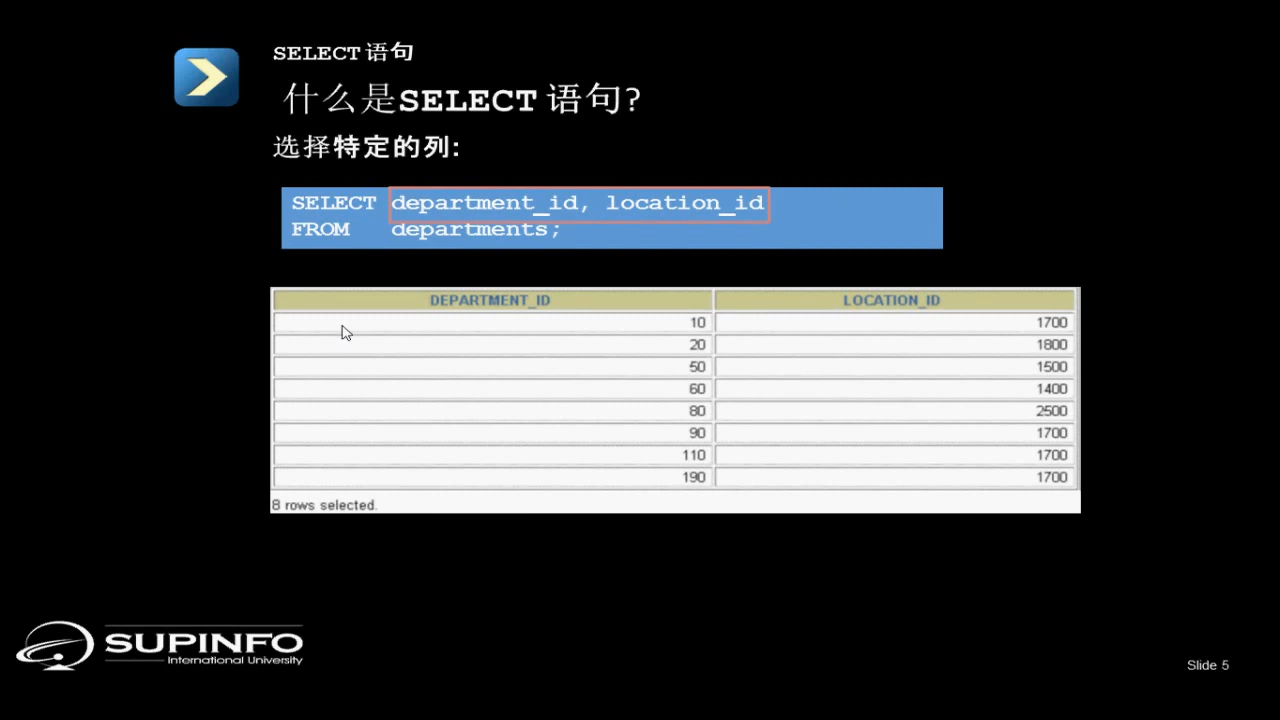 SELECT 语句
什么是SELECT 语句?
选择特定的列:
SELECT department_id, location_id
FROM departments;
DEPARTMENT_ID LOCATION_ID
10 1700
20 1800
50 1500
60 1400
80 2500
90 1700
110 1700
190 1700
8 rows selected.
SUPINFO
International University
Slide 5